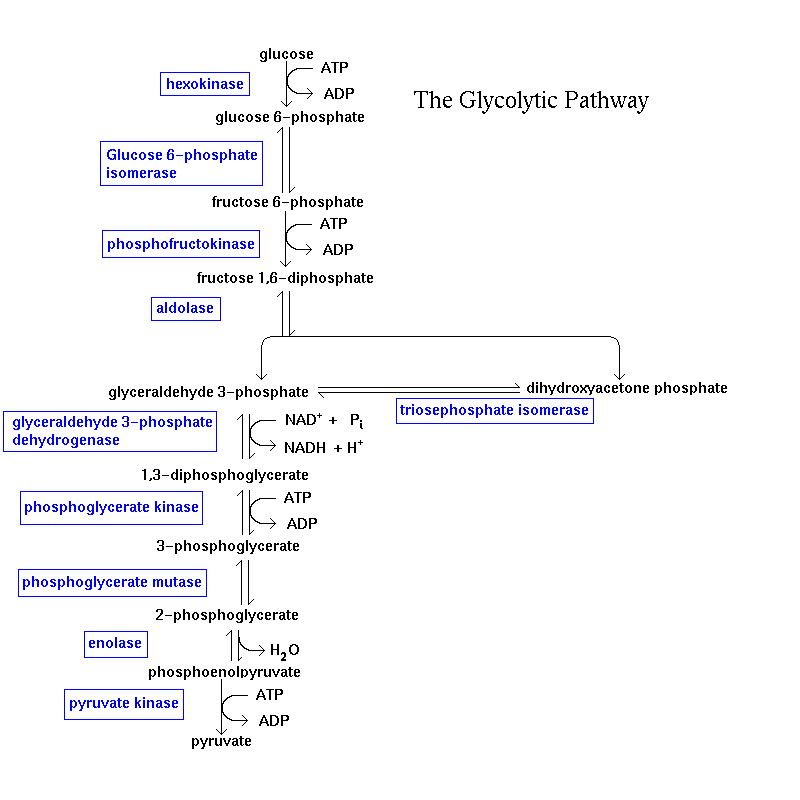 glucose
ATP
hexokinase
ADP
The Glycolytic Pathway
glucose 6-phosphate
Glucose 6-phosphate
isomerase
fructose 6-phosphate
ATP
phosphofructokinase
ADP
fructose 1,6-diphosphate
aldolase
glyceraldehyde 3-phosphate
dihydroxyacetone phosphate
triosephosphate isomerase
glyceraldehyde 3-phosphate
dehydrogenase
NAD+ + Pi
NADH + H+
1,3-diphosphoglycerate
phosphoglycerate kinase
ATP
ADP
3-phosphoglycerate
phosphoglycerate mutase
2-phosphoglycerate
enolase
H2O
phosphoenolpyruvate
pyruvate kinase
ATP
ADP
pyruvate